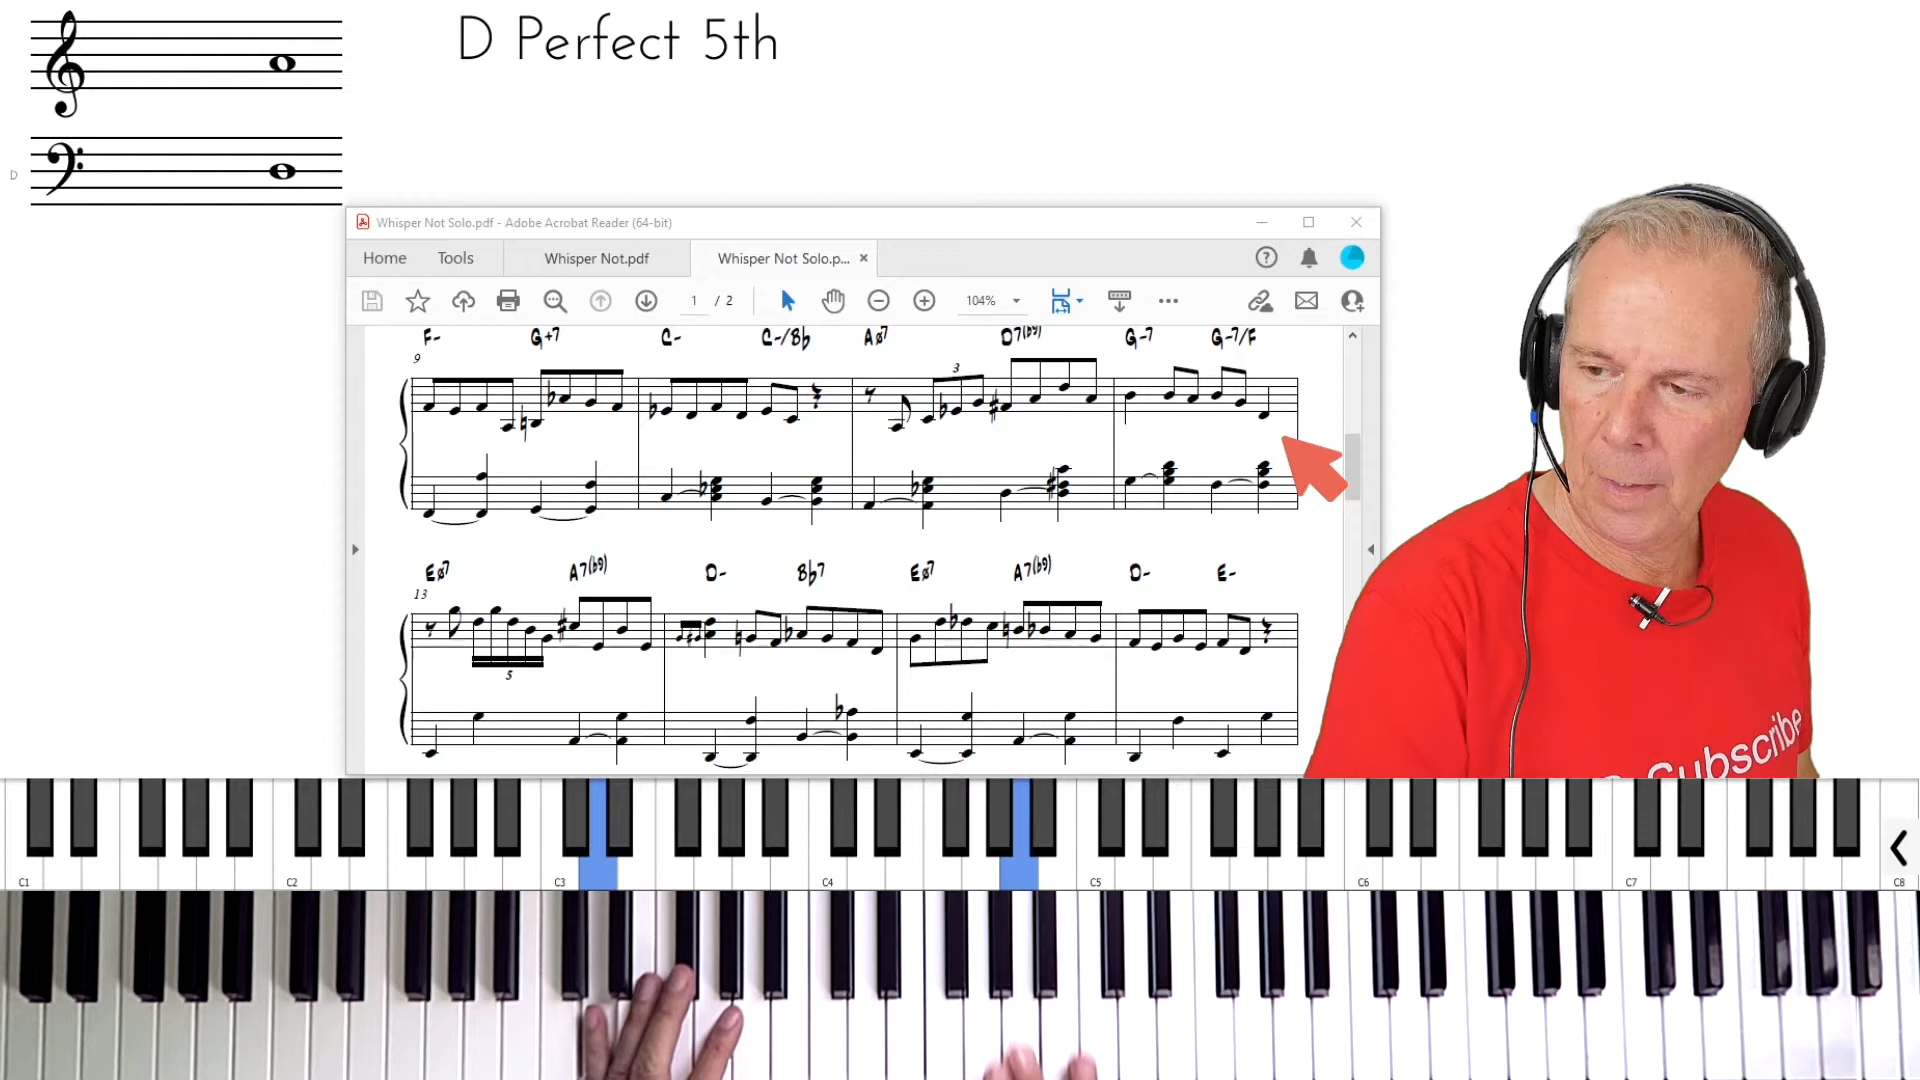 D Perfect 5th
D
Whisper Not Solo.pdf - Adobe Acrobat Reader (64-bit)
Home Tools Whisper Not.pdf Whisper Not Solo.p... ×
1 / 2 104%
F- G+7 C- C-/B♭ Aø7 D7(♭9) G-7 G-7/F
9
3
Eø7 A7(♭9) D- B♭7 Eø7 A7(♭9) D- E-
13
5
Subscribe
C1 C2 C3 C4 C5 C6 C7 C8